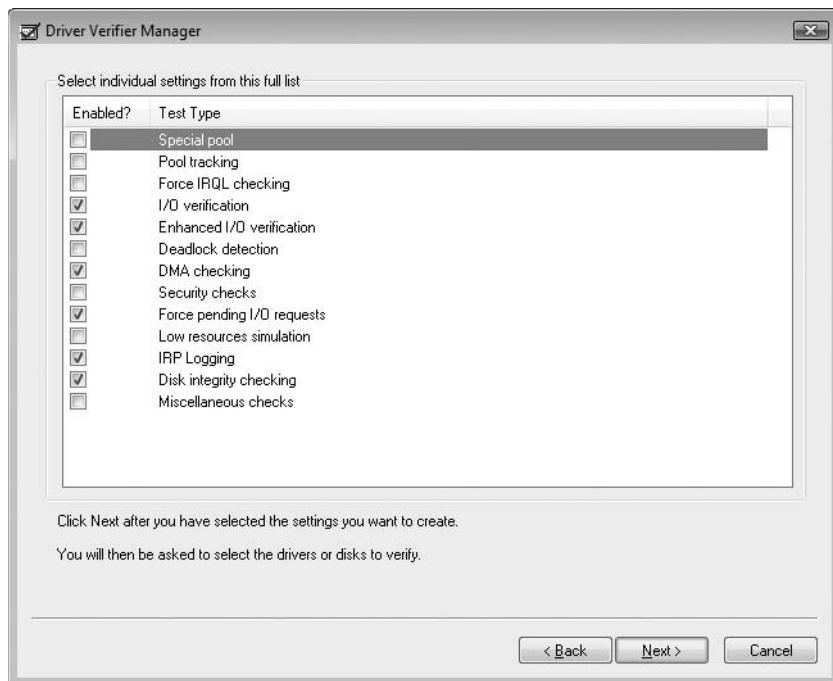 Driver Verifier Manager
Select individual settings from this full list
Enabled? Test Type
Special pool
Pool tracking
Force IRQL checking
I/O verification
Enhanced I/O verification
Deadlock detection
DMA checking
Security checks
Force pending I/O requests
Low resources simulation
IRP Logging
Disk integrity checking
Miscellaneous checks
Click Next after you have selected the settings you want to create.
You will then be asked to select the drivers or disks to verify.
< Back Next > Cancel